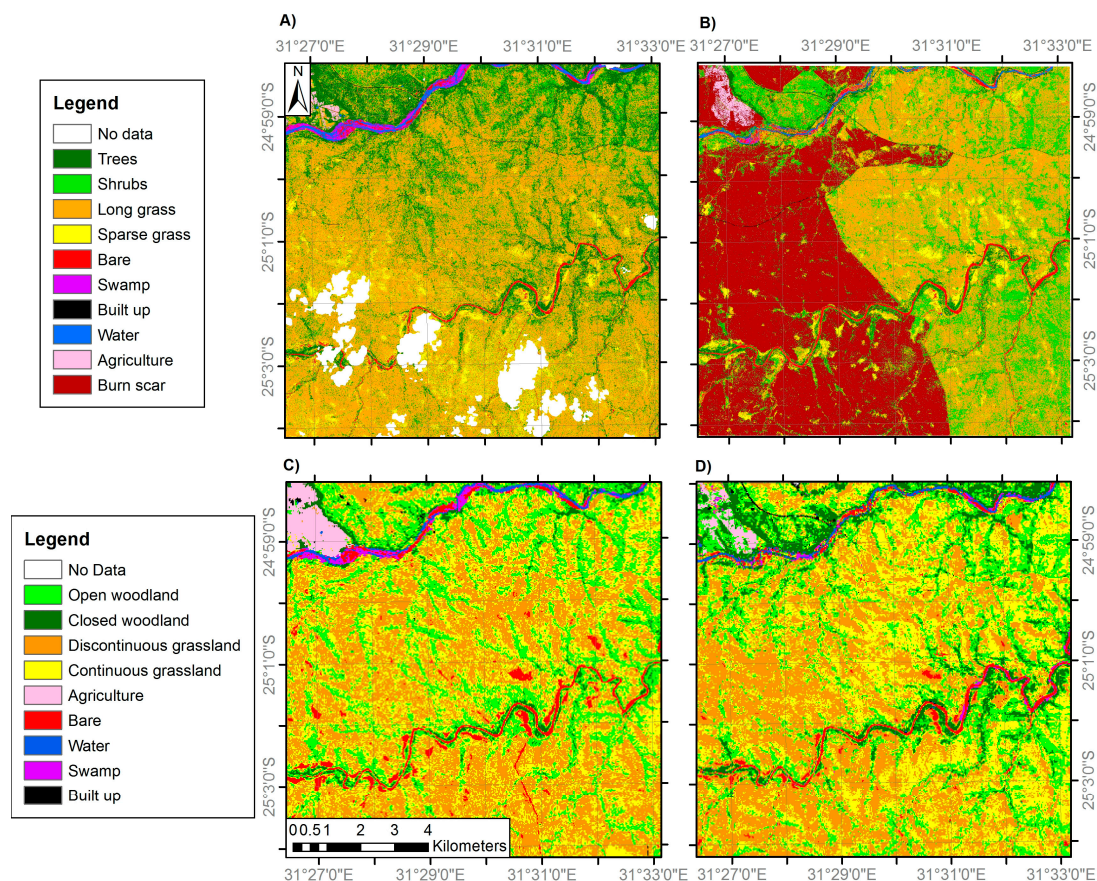 A)
B)
31°27'0"E 31°29'0"E 31°31'0"E 31°33'0"E
31°27'0"E 31°29'0"E 31°31'0"E 31°33'0"E
N
Legend
No data
Trees
Shrubs
Long grass
Sparse grass
Bare
Swamp
Built up
Water
Agriculture
Burn scar
24°59'0"S
25°1'0"S
25°3'0"S
24°59'0"S
25°1'0"S
25°3'0"S
C)
D)
Legend
No Data
Open woodland
Closed woodland
Discontinuous grassland
Continuous grassland
Agriculture
Bare
Water
Swamp
Built up
24°59'0"S
25°1'0"S
25°3'0"S
24°59'0"S
25°1'0"S
25°3'0"S
0 0.5 1 2 3 4
Kilometers
31°27'0"E 31°29'0"E 31°31'0"E 31°33'0"E
31°27'0"E 31°29'0"E 31°31'0"E 31°33'0"E